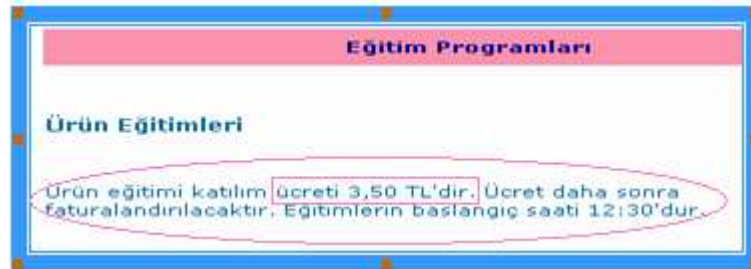 Eğitim Programları
Ürün Eğitimleri
Ürün eğitimi katılım ücreti 3,50 TL'dir. Ücret daha sonra
faturalandırılacaktır. Eğitimlerin baslangıç saati 12:30'dur.